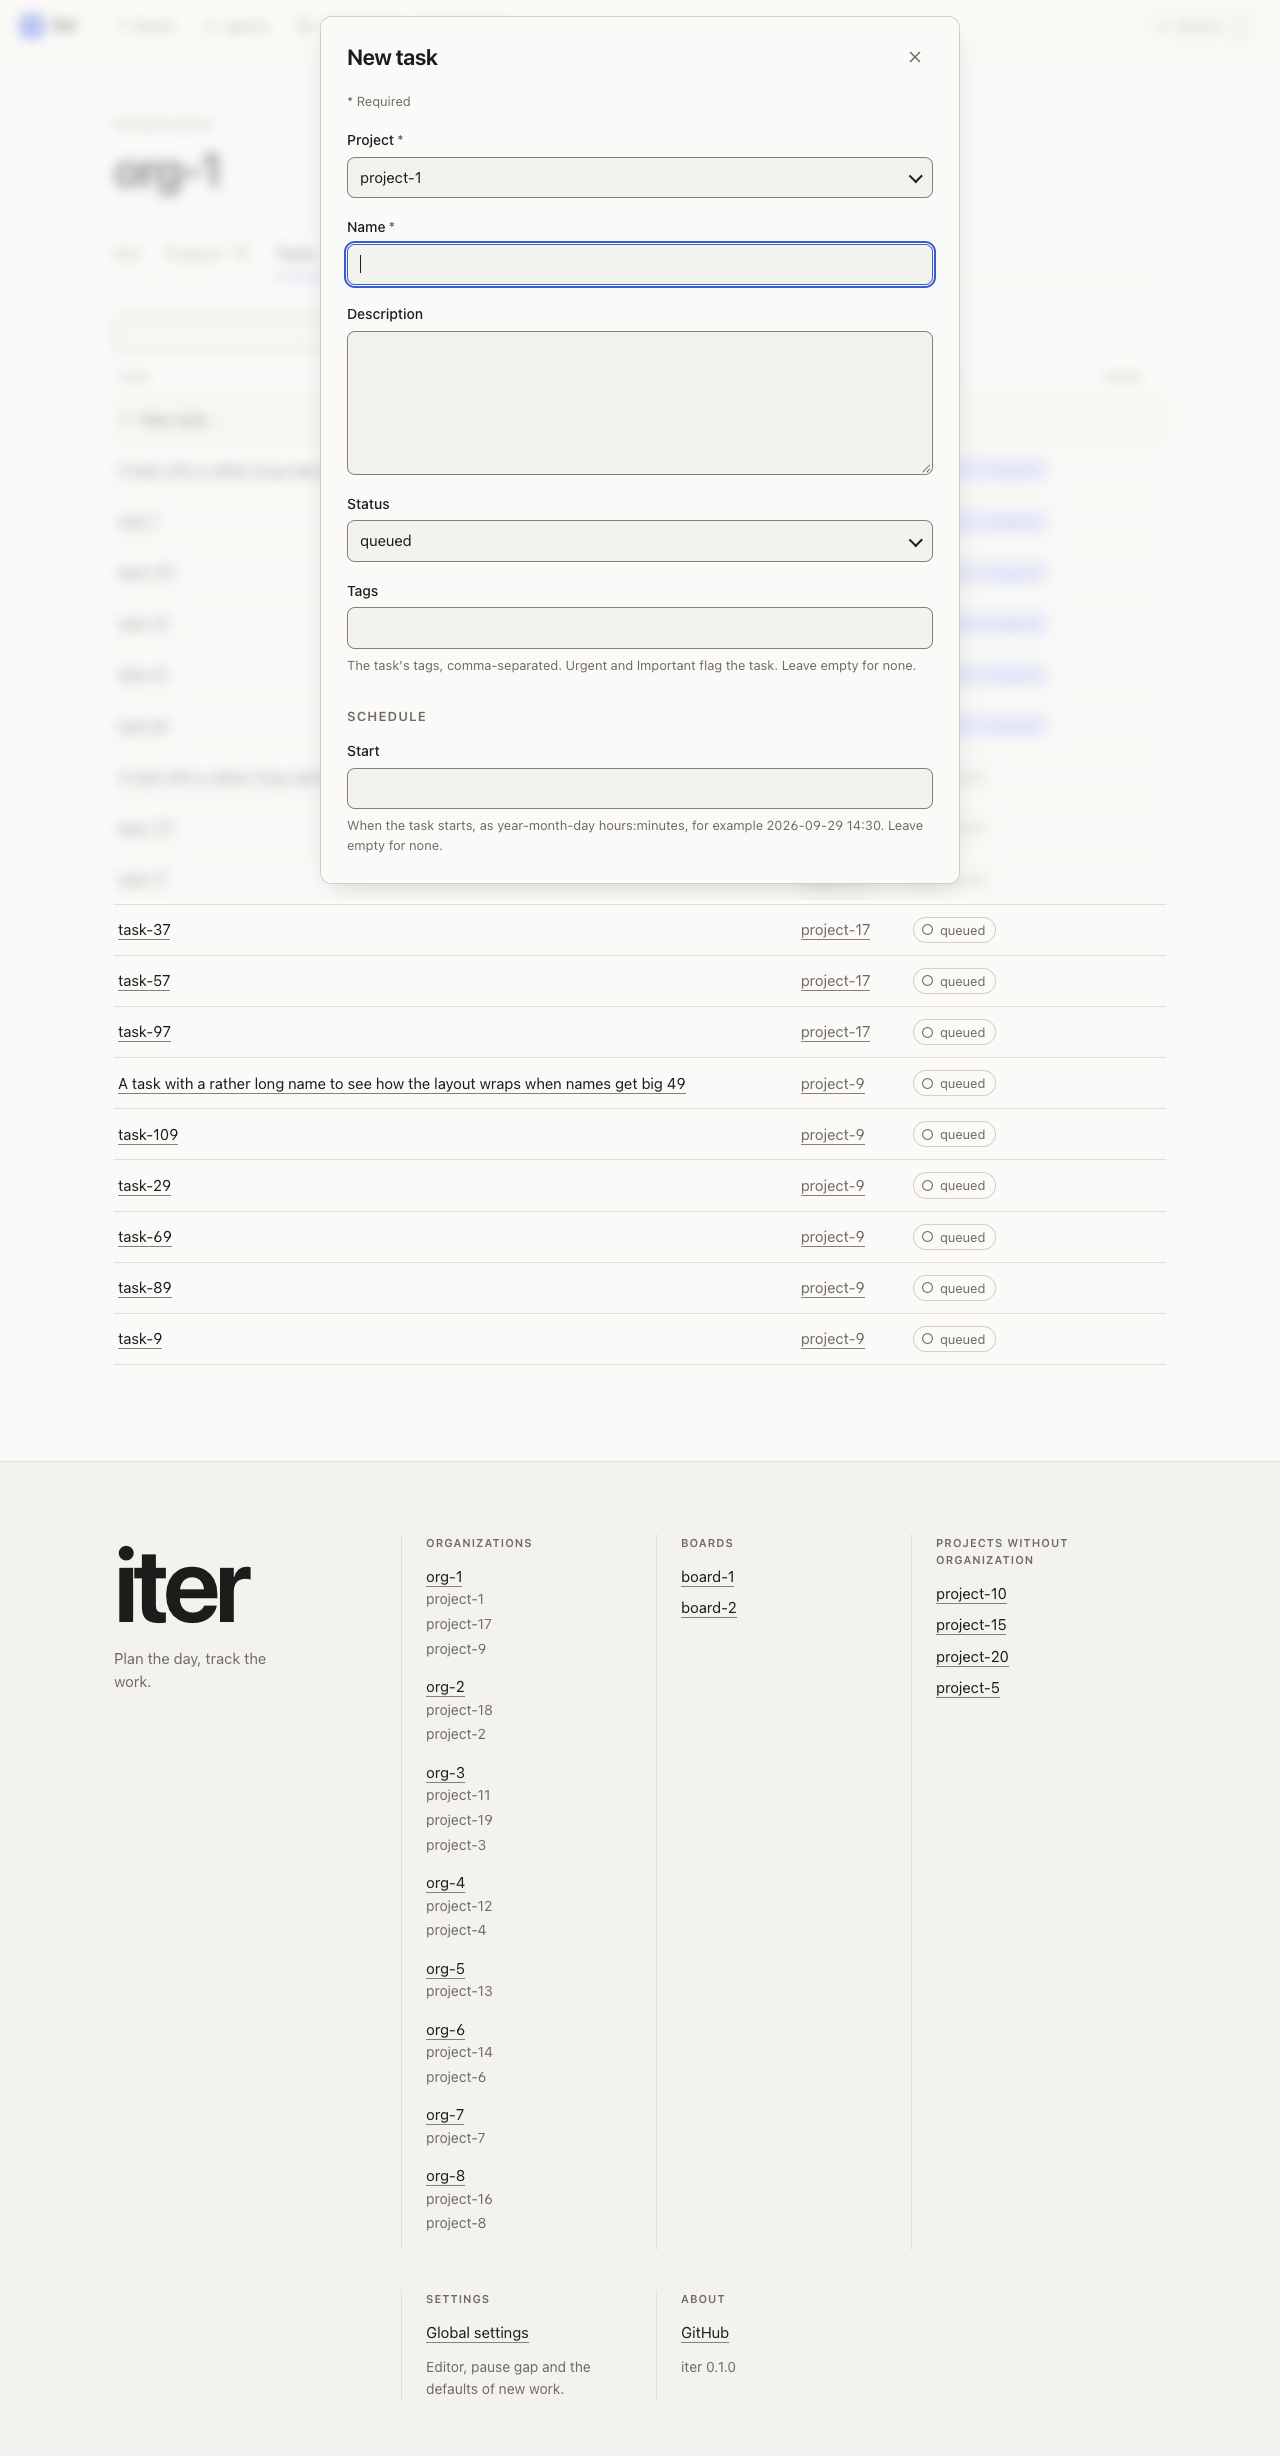 New task
* Required
Project *
project-1
Name *
Description
Status
queued
Tags
The task's tags, comma-separated. Urgent and Important flag the task. Leave empty for none.
SCHEDULE
Start
When the task starts, as year-month-day hours:minutes, for example 2026-09-29 14:30. Leave
empty for none.
org-1
task-37 project-17 queued
task-57 project-17 queued
task-97 project-17 queued
A task with a rather long name to see how the layout wraps when names get big 49 project-9 queued
task-109 project-9 queued
task-29 project-9 queued
task-69 project-9 queued
task-89 project-9 queued
task-9 project-9 queued
iter
Plan the day, track the
work.
ORGANIZATIONS
org-1
project-1
project-17
project-9
org-2
project-18
project-2
org-3
project-11
project-19
project-3
org-4
project-12
project-4
org-5
project-13
org-6
project-14
project-6
org-7
project-7
org-8
project-16
project-8
BOARDS
board-1
board-2
PROJECTS WITHOUT
ORGANIZATION
project-10
project-15
project-20
project-5
SETTINGS
Global settings
Editor, pause gap and the
defaults of new work.
ABOUT
GitHub
iter 0.1.0